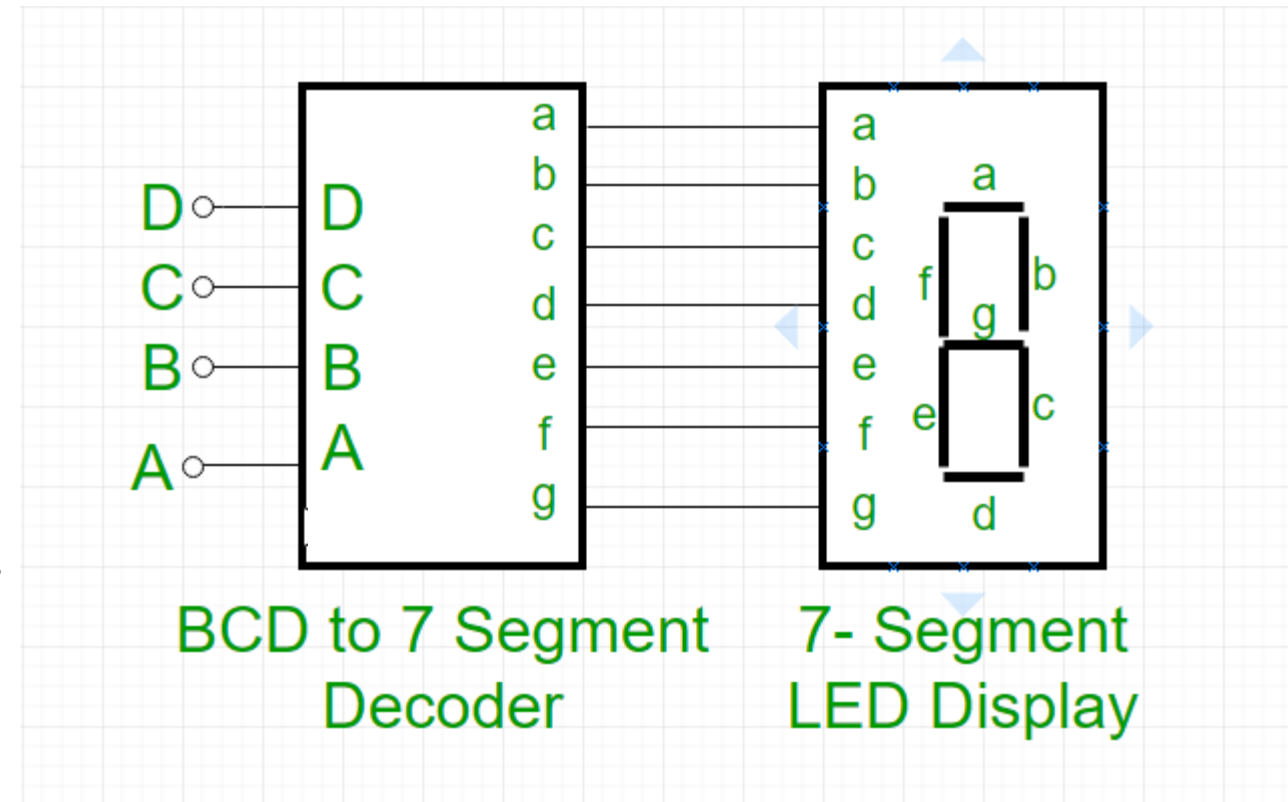 D
C
B
A
D
C
B
A
a
b
c
d
e
f
g
a
b
c
d
e
f
g
a
f
b
g
e
c
d
BCD to 7 Segment
Decoder
7- Segment
LED Display